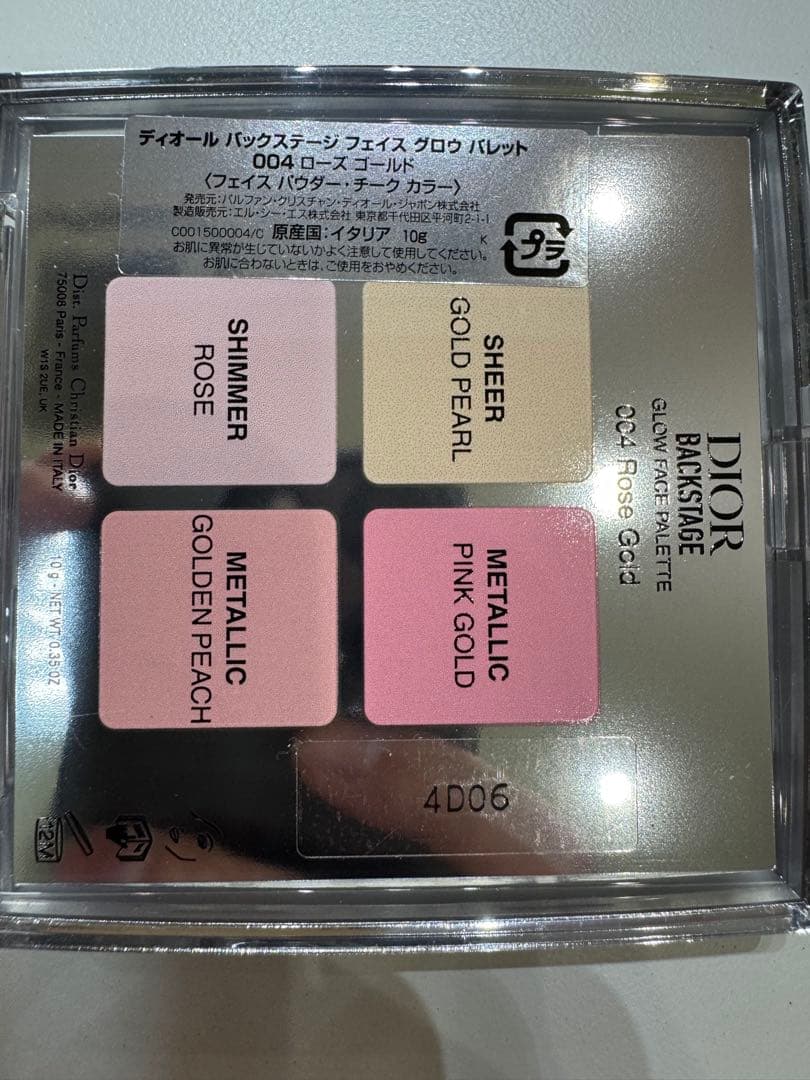 ディオール バックステージ フェイス グロウ パレット
004 ローズ ゴールド
〈フェイス パウダー・チーク カラー〉
発売元：パルファン・クリスチャン・ディオール・ジャポン株式会社
製造販売元：エル・シー・エス株式会社 東京都千代田区平河町2-1-1
C001500004/C 原産国：イタリア 10g K
お肌に異常が生じていないかよく注意して使用してください。
お肌に合わないときは、ご使用をおやめください。
プラ
DIOR
BACKSTAGE
GLOW FACE PALETTE
004 Rose Gold
SHEER
GOLD PEARL
METALLIC
PINK GOLD
SHIMMER
ROSE
METALLIC
GOLDEN PEACH
Dist. Parfums Christian Dior
75008 Paris - France - MADE IN ITALY
W1S 2UE, UK
10 g - NET WT. 0.35 OZ
4D06
12M